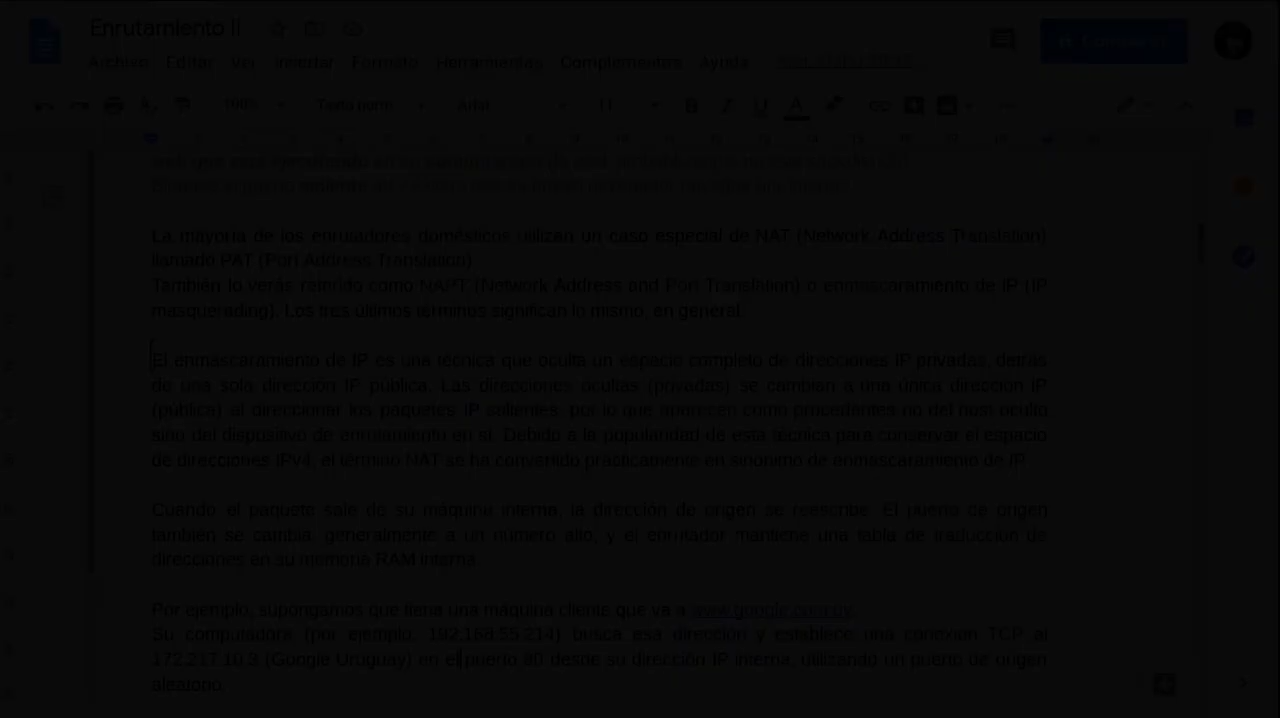 Enrutamiento II
Archivo Editar Ver Insertar Formato Herramientas Complementos Ayuda
100% Texto norm... Arial 11
La mayoría de los enrutadores domésticos utilizan un caso especial de NAT (Network Address Translation)
llamado PAT (Port Address Translation)
También lo verás referido como NAPT (Network Address and Port Translation) o enmascaramiento de IP (IP
masquerading). Los tres últimos términos significan lo mismo, en general.
El enmascaramiento de IP es una técnica que oculta un espacio completo de direcciones IP privadas, detrás
de una sola dirección IP pública. Las direcciones ocultas (privadas) se cambian a una única dirección IP
(pública) al direccionar los paquetes IP salientes, por lo que aparecen como procedentes no del host oculto
sino del dispositivo de enrutamiento en sí. Debido a la popularidad de esta técnica para conservar el espacio
de direcciones IPv4, el término NAT se ha convertido prácticamente en sinónimo de enmascaramiento de IP.
Cuando el paquete sale de su máquina interna, la dirección de origen se reescribe. El puerto de origen
también se cambia, generalmente a un número alto, y el enrutador mantiene una tabla de traducción de
direcciones en su memoria RAM interna.
Por ejemplo, supongamos que tiene una máquina cliente que va a www.google.com.uy
Su computadora (por ejemplo, 192.168.55.214) busca esa dirección y establece una conexión TCP al
172.217.10.3 (Google Uruguay) en el puerto 80 desde su dirección IP interna, utilizando un puerto de origen
aleatorio.